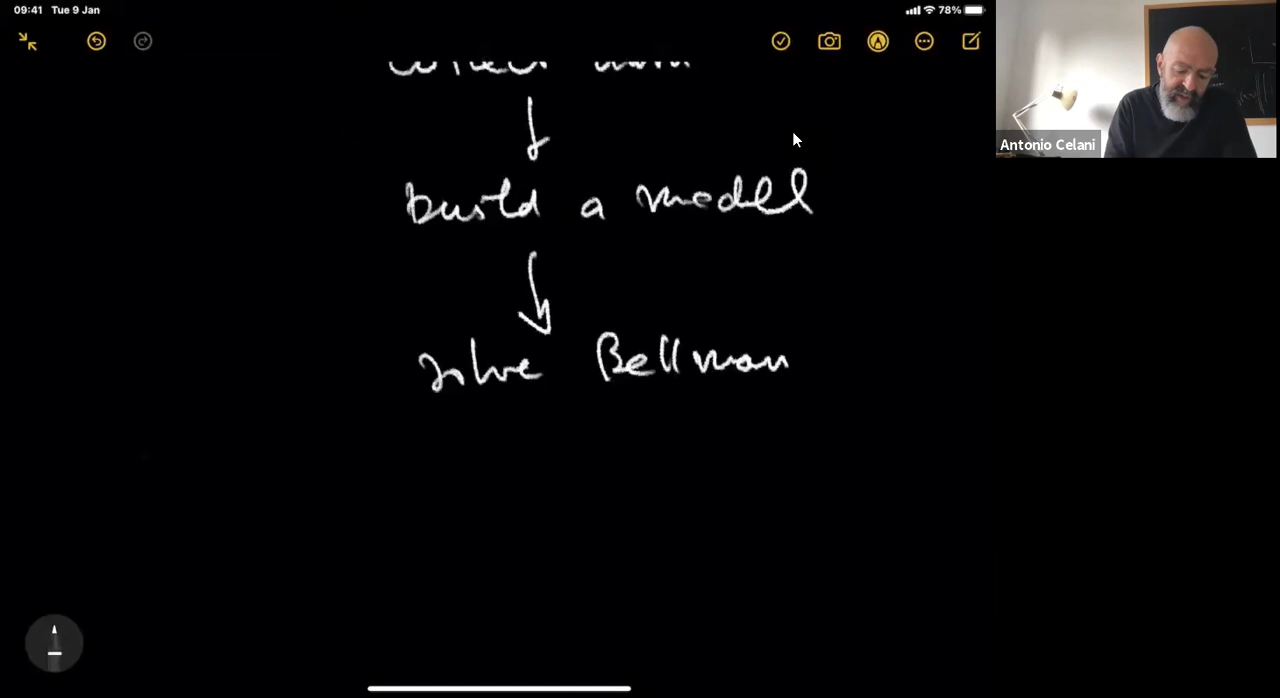 09:41 Tue 9 Jan 78%
Antonio Celani
build a model
solve Bellman